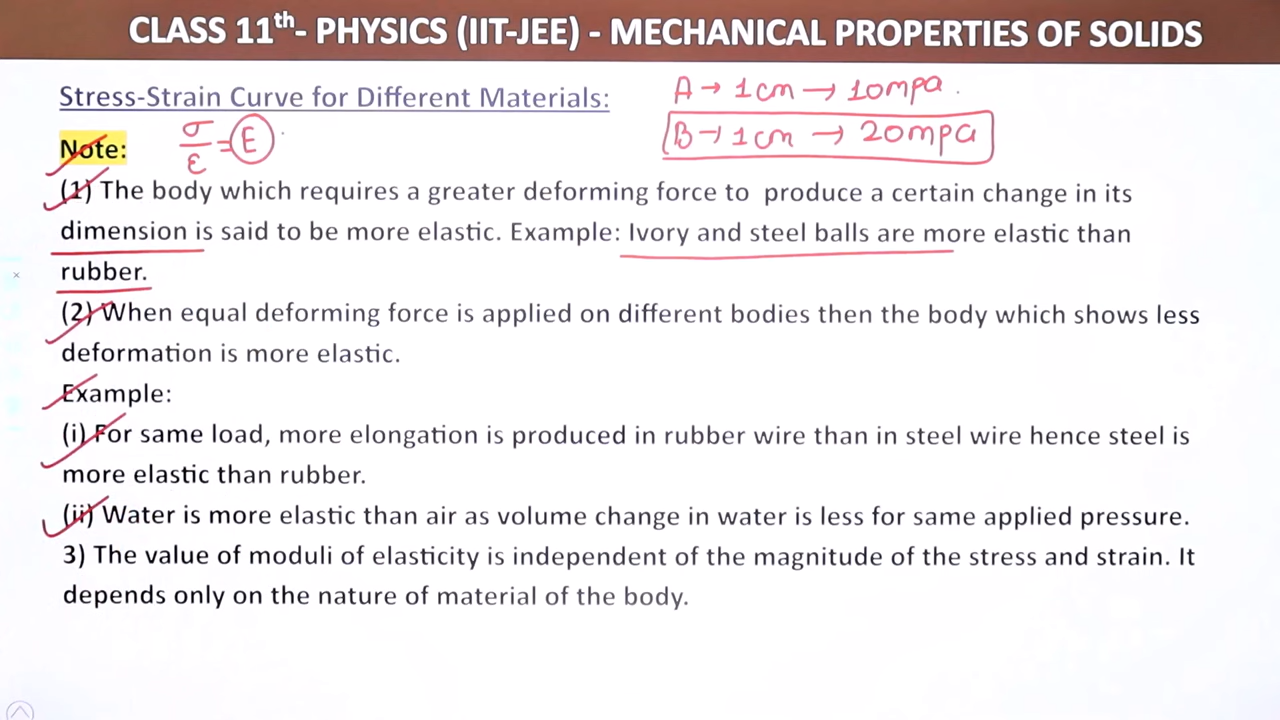 CLASS 11th- PHYSICS (IIT-JEE) - MECHANICAL PROPERTIES OF SOLIDS
Stress-Strain Curve for Different Materials:
A → 1cm → 10mpa
B → 1cm → 20mpa
Note:
σ/ε = E
(1) The body which requires a greater deforming force to produce a certain change in its
dimension is said to be more elastic. Example: Ivory and steel balls are more elastic than
rubber.
(2) When equal deforming force is applied on different bodies then the body which shows less
deformation is more elastic.
Example:
(i) For same load, more elongation is produced in rubber wire than in steel wire hence steel is
more elastic than rubber.
(ii) Water is more elastic than air as volume change in water is less for same applied pressure.
3) The value of moduli of elasticity is independent of the magnitude of the stress and strain. It
depends only on the nature of material of the body.